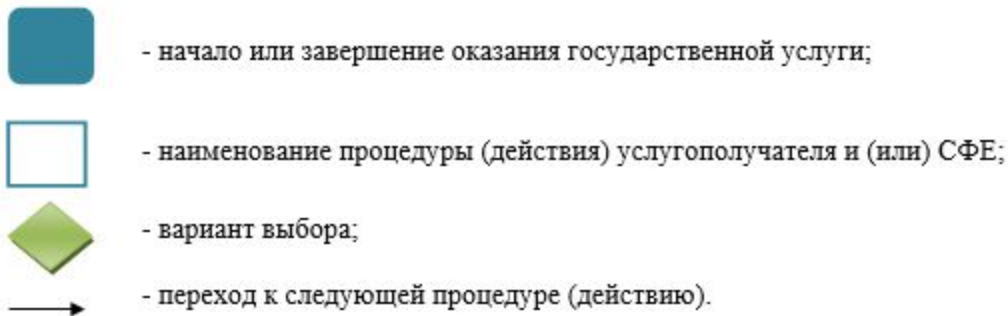 - начало или завершение оказания государственной услуги;
- наименование процедуры (действия) услугополучателя и (или) СФЕ;
- вариант выбора;
- переход к следующей процедуре (действию).